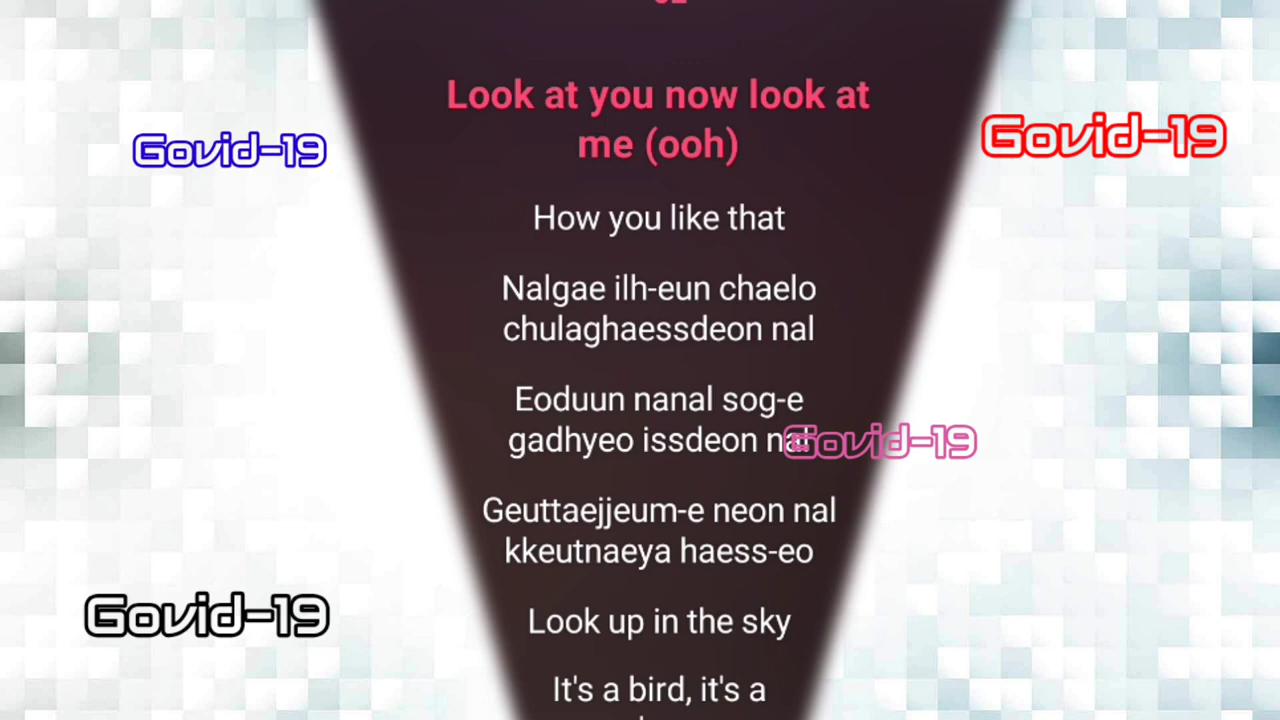 Look at you now look at
me (ooh)
Govid-19
Govid-19
How you like that
Nalgae ilh-eun chaelo
chulaghaessdeon nal
Eoduun nanal sog-e
gadhyeo issdeon nal
Govid-19
Geuttaejjeum-e neon nal
kkeutnaeya haess-eo
Govid-19
Look up in the sky
It's a bird, it's a